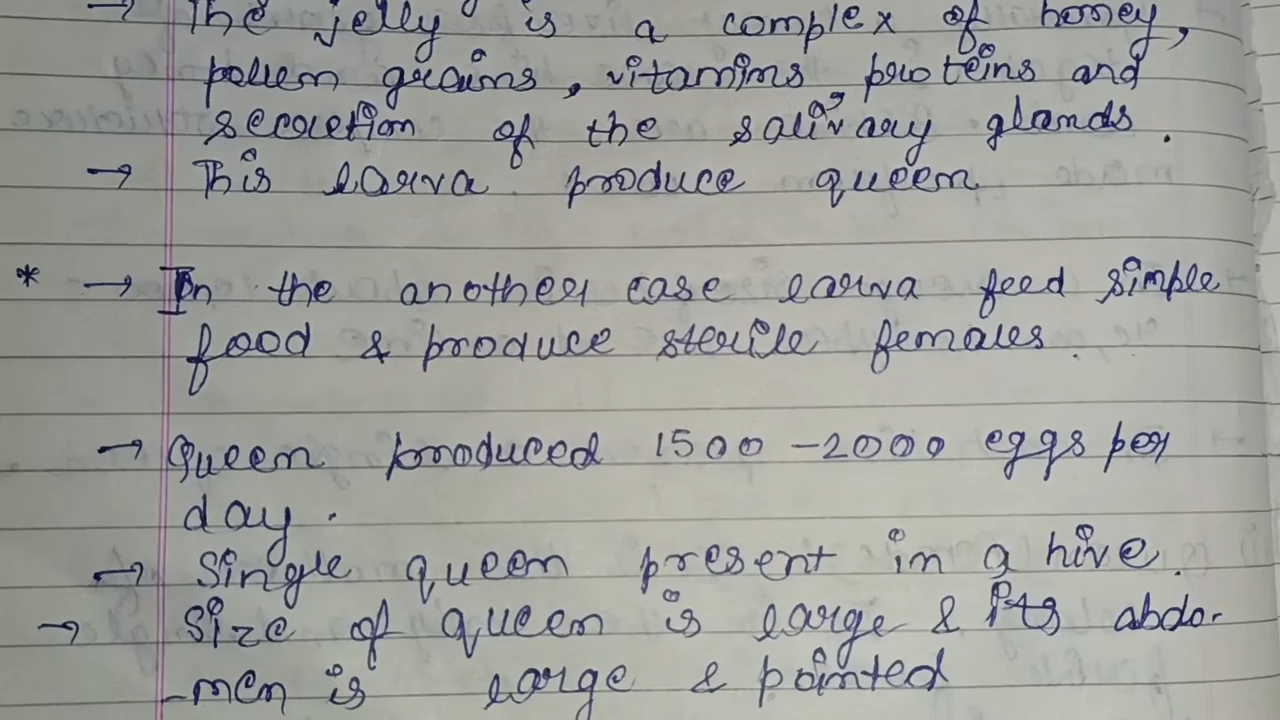 → The jelly is a complex of honey,
pollen grains, vitamins, proteins and
secretion of the salivary glands.
→ This larva produce queen
* → In the another case larva feed simple
food & produce sterile females.
→ Queen produced 1500-2000 eggs per
day.
→ Single queen present in a hive.
→ Size of queen is large & its abdo-
-men is large & pointed